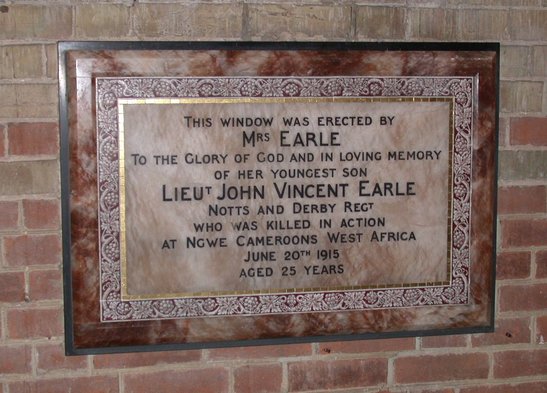 THIS WINDOW WAS ERECTED BY
MRS EARLE
TO THE GLORY OF GOD AND IN LOVING MEMORY
OF HER YOUNGEST SON
LIEUT JOHN VINCENT EARLE
NOTTS AND DERBY REGT
WHO WAS KILLED IN ACTION
AT NGWE CAMEROONS WEST AFRICA
JUNE 20TH 1915
AGED 25 YEARS